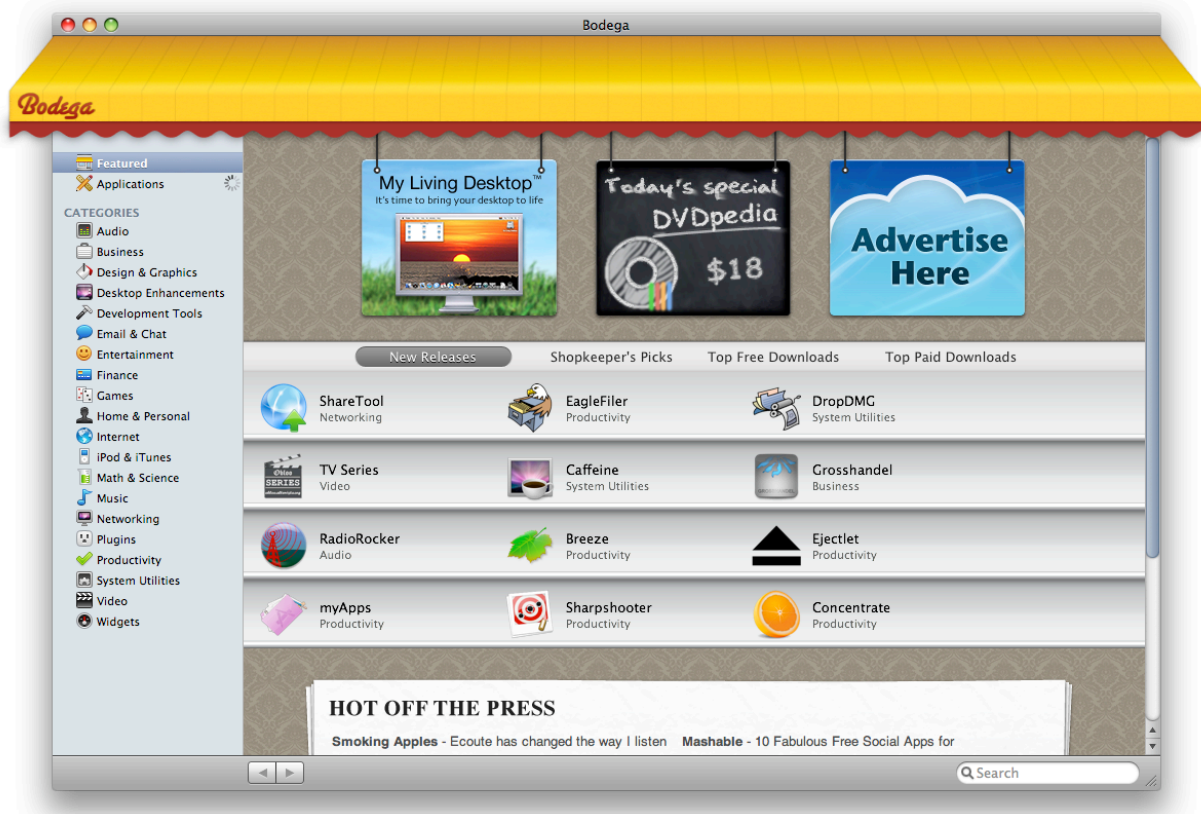 Bodega
Bodega
Featured
Applications
CATEGORIES
Audio
Business
Design & Graphics
Desktop Enhancements
Development Tools
Email & Chat
Entertainment
Finance
Games
Home & Personal
Internet
iPod & iTunes
Math & Science
Music
Networking
Plugins
Productivity
System Utilities
Video
Widgets
My Living Desktop™
It's time to bring your desktop to life
Today's special
DVDpedia
$18
Advertise
Here
New Releases Shopkeeper's Picks Top Free Downloads Top Paid Downloads
ShareTool EagleFiler DropDMG
Networking Productivity System Utilities
SERIES
TV Series Caffeine Grosshandel
Video System Utilities Business
RadioRocker Breeze Ejectlet
Audio Productivity Productivity
myApps Sharpshooter Concentrate
Productivity Productivity Productivity
HOT OFF THE PRESS
Smoking Apples - Ecoute has changed the way I listen Mashable - 10 Fabulous Free Social Apps for
Search